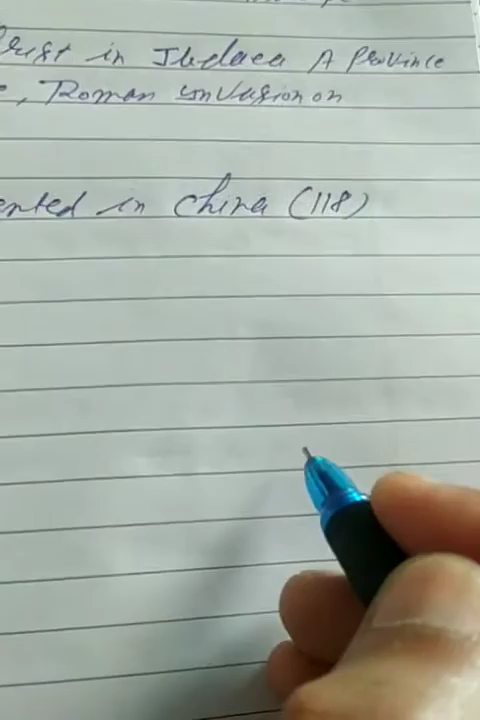 in Judaea A Province
, Roman invasion on
in China (118)